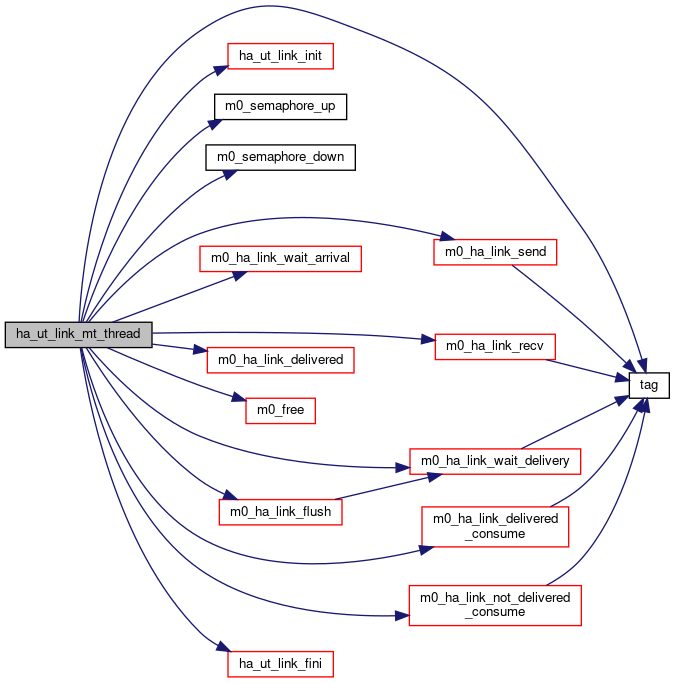 ha_ut_link_init
m0_semaphore_up
m0_semaphore_down
m0_ha_link_send
m0_ha_link_wait_arrival
ha_ut_link_mt_thread
m0_ha_link_recv
m0_ha_link_delivered
tag
m0_free
m0_ha_link_wait_delivery
m0_ha_link_flush
m0_ha_link_delivered
_consume
m0_ha_link_not_delivered
_consume
ha_ut_link_fini